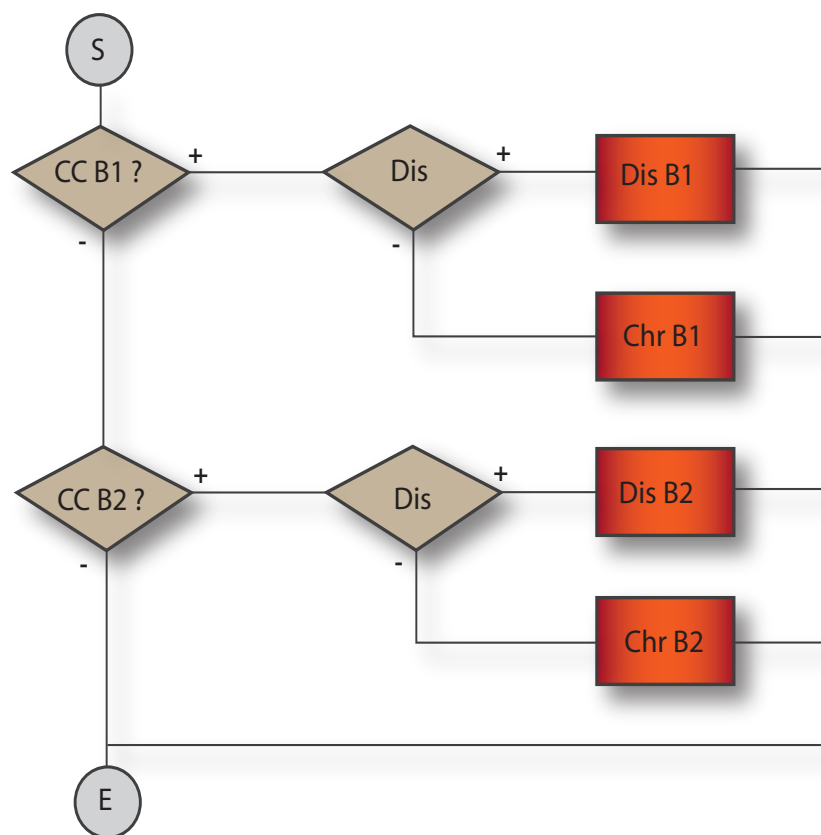 S
CC B1 ?
+
Dis
+
Dis B1
-
-
Chr B1
CC B2 ?
+
Dis
+
Dis B2
-
-
Chr B2
E